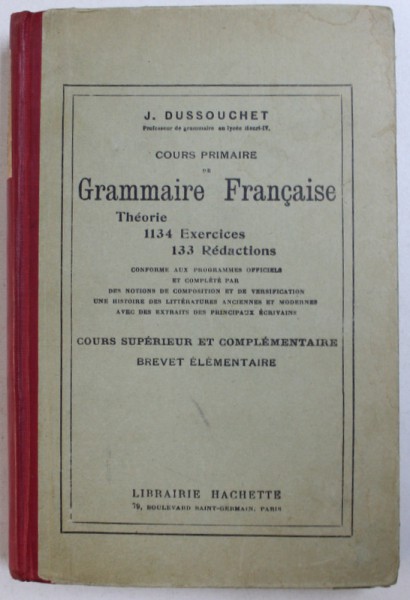 J. DUSSOUCHET
Professeur de grammaire au lycée Henri-IV.
COURS PRIMAIRE
DE
Grammaire Française
Théorie
1134 Exercices
133 Rédactions
CONFORME AUX PROGRAMMES OFFICIELS
ET COMPLÉTÉ PAR
DES NOTIONS DE COMPOSITION ET DE VERSIFICATION
UNE HISTOIRE DES LITTÉRATURES ANCIENNES ET MODERNES
AVEC DES EXTRAITS DES PRINCIPAUX ÉCRIVAINS
COURS SUPÉRIEUR ET COMPLÉMENTAIRE
BREVET ÉLÉMENTAIRE
LIBRAIRIE HACHETTE
79, BOULEVARD SAINT-GERMAIN, PARIS